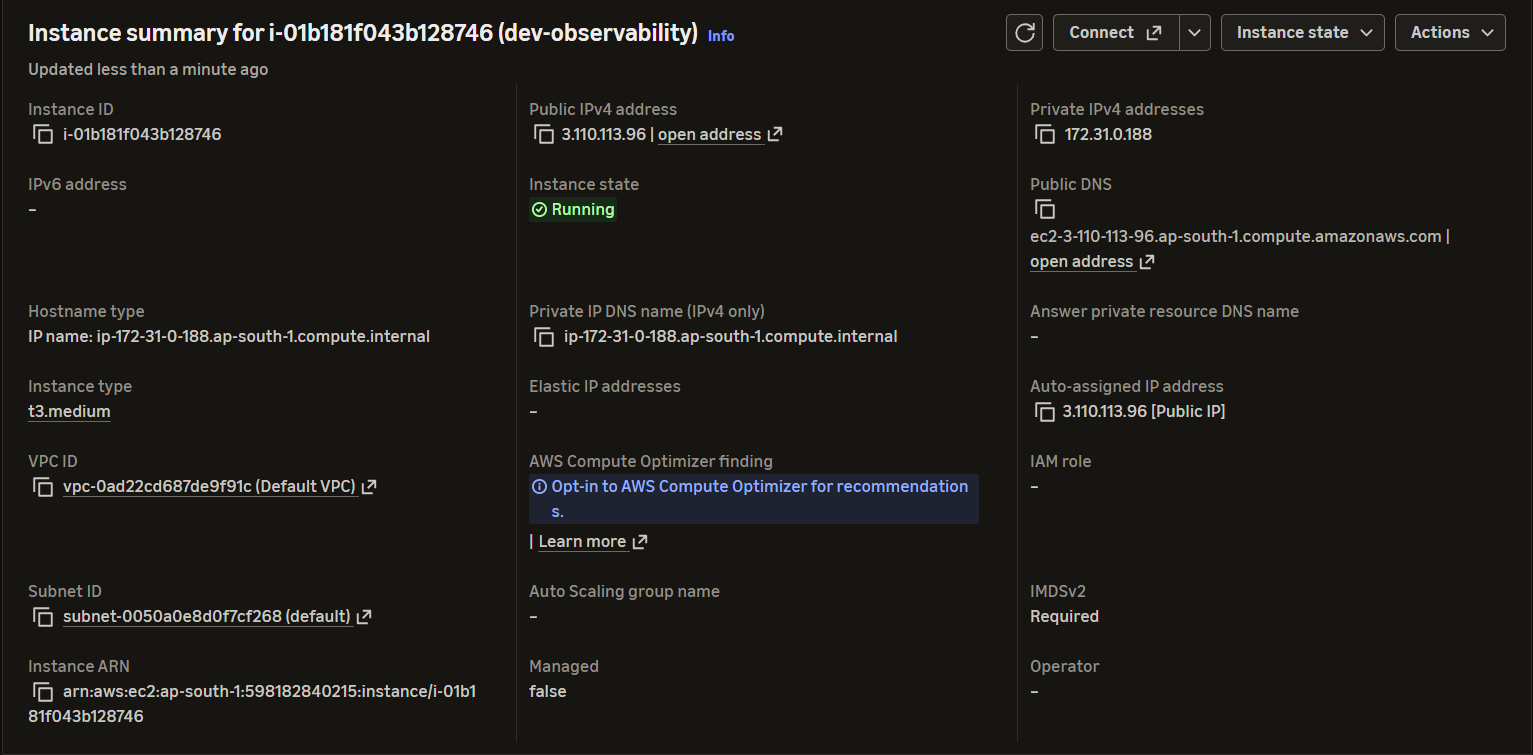 Instance summary for i-01b181f043b128746 (dev-observability) Info
Connect
Instance state
Actions
Updated less than a minute ago
Instance ID
i-01b181f043b128746
Public IPv4 address
3.110.113.96 | open address
Private IPv4 addresses
172.31.0.188
IPv6 address
–
Instance state
Running
Public DNS
ec2-3-110-113-96.ap-south-1.compute.amazonaws.com |
open address
Hostname type
IP name: ip-172-31-0-188.ap-south-1.compute.internal
Private IP DNS name (IPv4 only)
ip-172-31-0-188.ap-south-1.compute.internal
Answer private resource DNS name
–
Instance type
t3.medium
Elastic IP addresses
–
Auto-assigned IP address
3.110.113.96 [Public IP]
VPC ID
vpc-0ad22cd687de9f91c (Default VPC)
AWS Compute Optimizer finding
Opt-in to AWS Compute Optimizer for recommendation
s.
| Learn more
IAM role
–
Subnet ID
subnet-0050a0e8d0f7cf268 (default)
Auto Scaling group name
–
IMDSv2
Required
Instance ARN
arn:aws:ec2:ap-south-1:598182840215:instance/i-01b1
81f043b128746
Managed
false
Operator
–